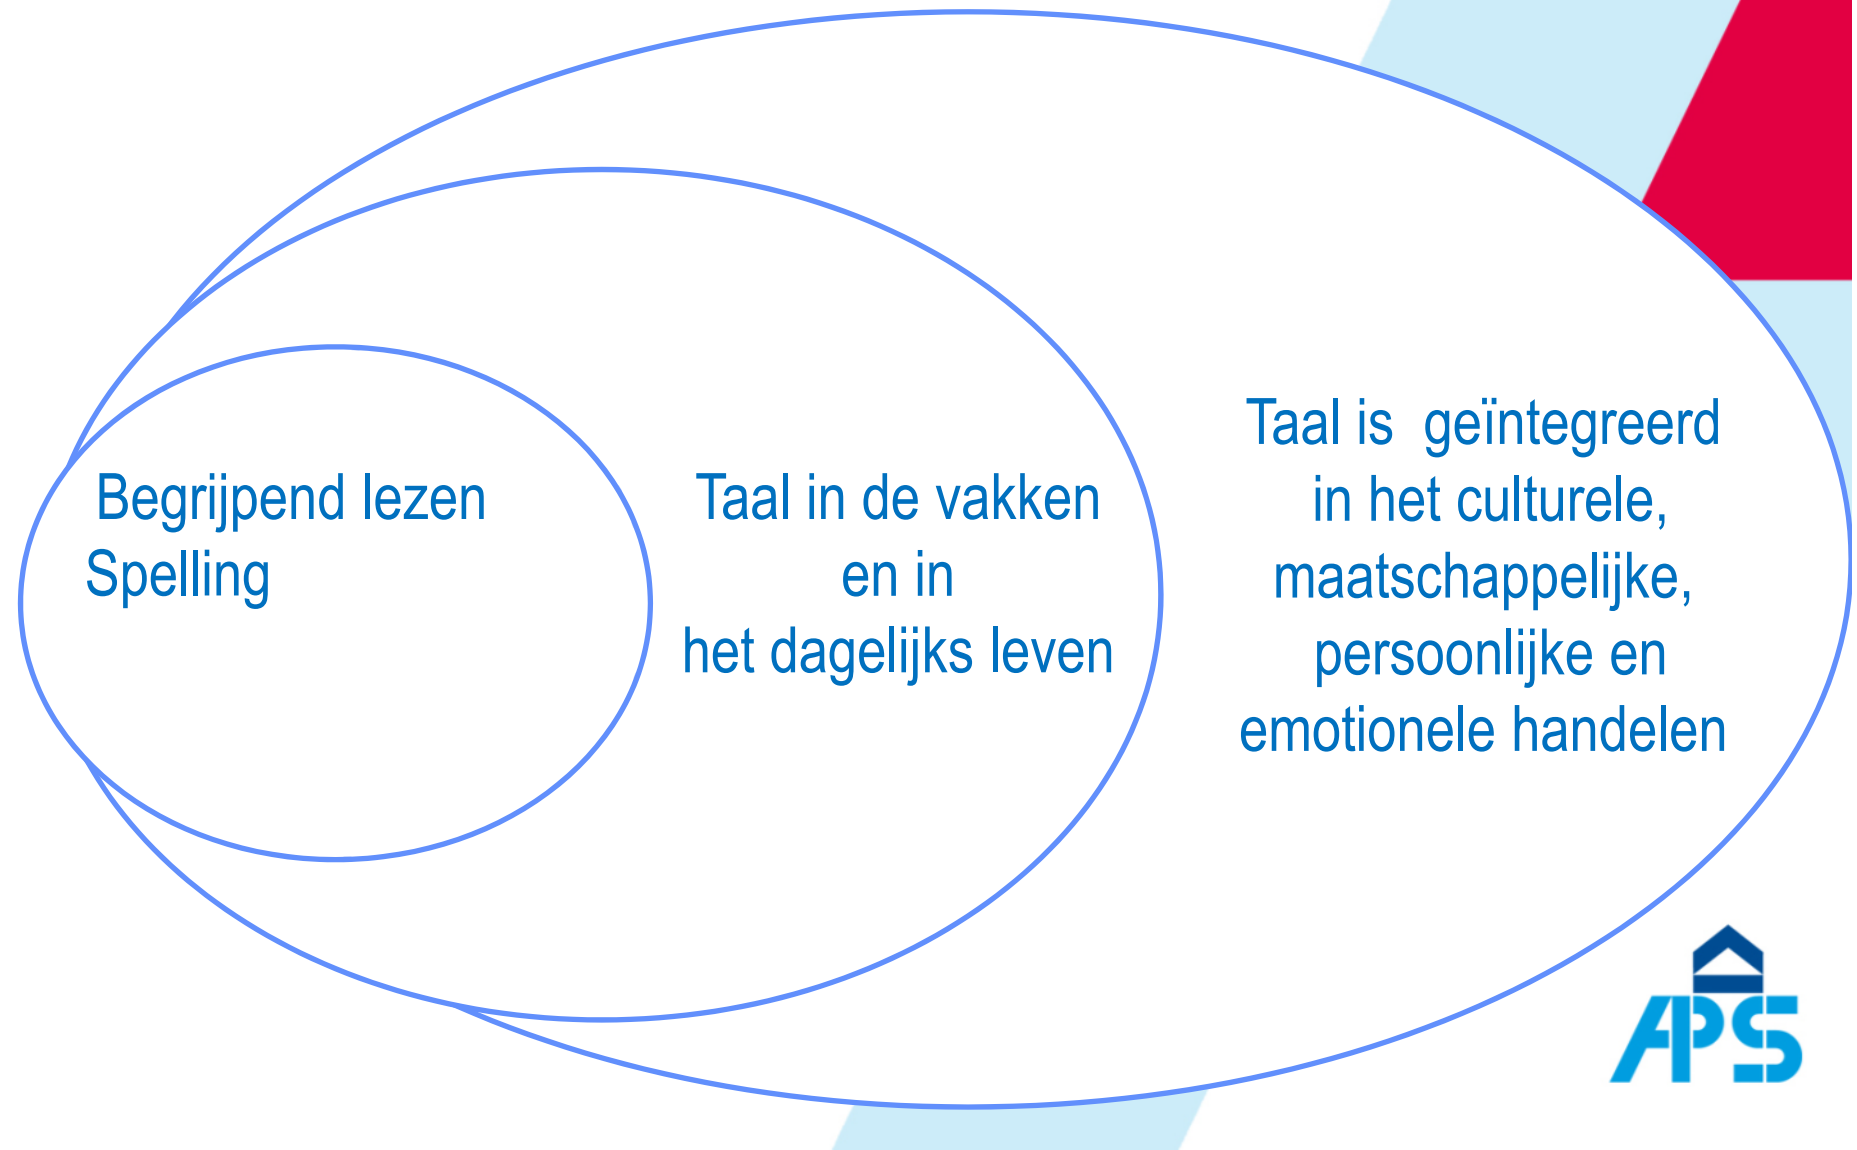 Begrijpend lezen
Spelling
Taal in de vakken
en in
het dagelijks leven
Taal is geïntegreerd
in het culturele,
maatschappelijke,
persoonlijke en
emotionele handelen
APS